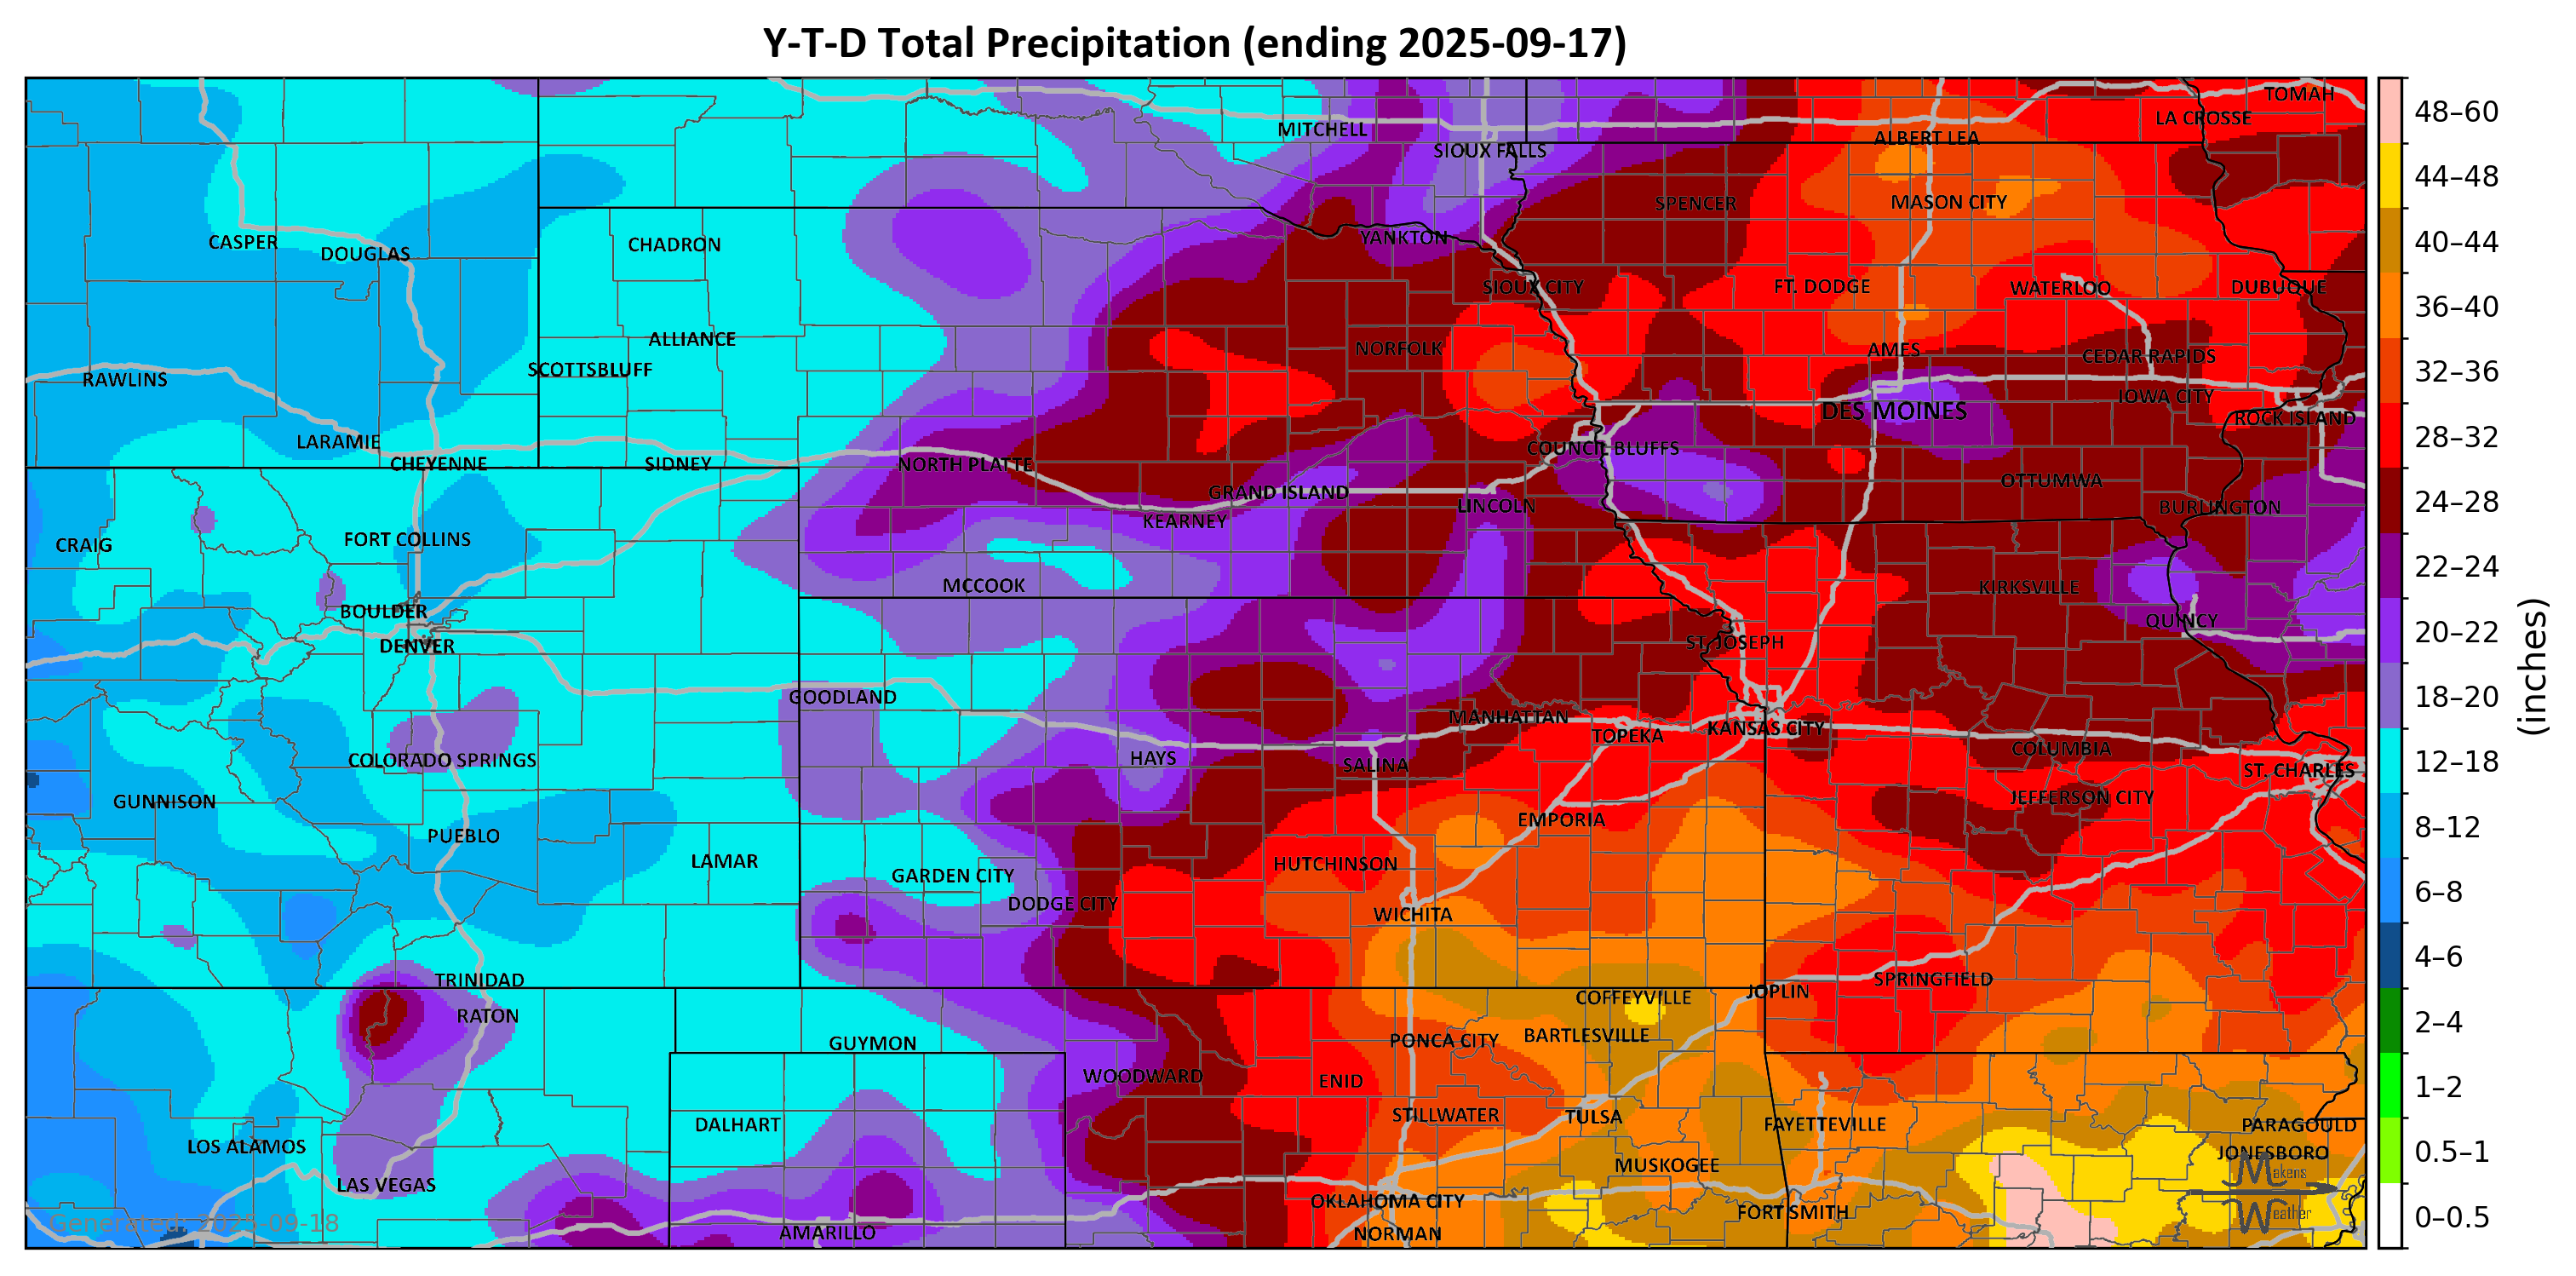 Y-T-D Total Precipitation (ending 2025-09-17)
TOMAH
LA CROSSE
MITCHELL
ALBERT LEA
SIOUX FALLS
SPENCER
MASON CITY
CASPER
DOUGLAS
CHADRON
YANKTON
SIOUX CITY
FT. DODGE
WATERLOO
DUBUQUE
ALLIANCE
NORFOLK
AMES
CEDAR RAPIDS
SCOTTSBLUFF
RAWLINS
IOWA CITY
DES MOINES
ROCK ISLAND
LARAMIE
COUNCIL BLUFFS
CHEYENNE
SIDNEY
NORTH PLATTE
OTTUMWA
GRAND ISLAND
LINCOLN
BURLINGTON
KEARNEY
FORT COLLINS
CRAIG
MCCOOK
KIRKSVILLE
BOULDER
QUINCY
DENVER
ST. JOSEPH
GOODLAND
MANHATTAN
KANSAS CITY
TOPEKA
COLUMBIA
HAYS
COLORADO SPRINGS
SALINA
ST. CHARLES
GUNNISON
JEFFERSON CITY
EMPORIA
PUEBLO
LAMAR
HUTCHINSON
GARDEN CITY
DODGE CITY
WICHITA
TRINIDAD
SPRINGFIELD
JOPLIN
COFFEYVILLE
RATON
BARTLESVILLE
GUYMON
PONCA CITY
WOODWARD
ENID
STILLWATER
TULSA
DALHART
FAYETTEVILLE
PARAGOULD
LOS ALAMOS
JONESBORO
MUSKOGEE
LAS VEGAS
OKLAHOMA CITY
FORT SMITH
AMARILLO
NORMAN
Generated: 2025-09-18
Makens
Weather
48–60
44–48
40–44
36–40
32–36
28–32
24–28
22–24
20–22
18–20
12–18
8–12
6–8
4–6
2–4
1–2
0.5–1
0–0.5
(inches)